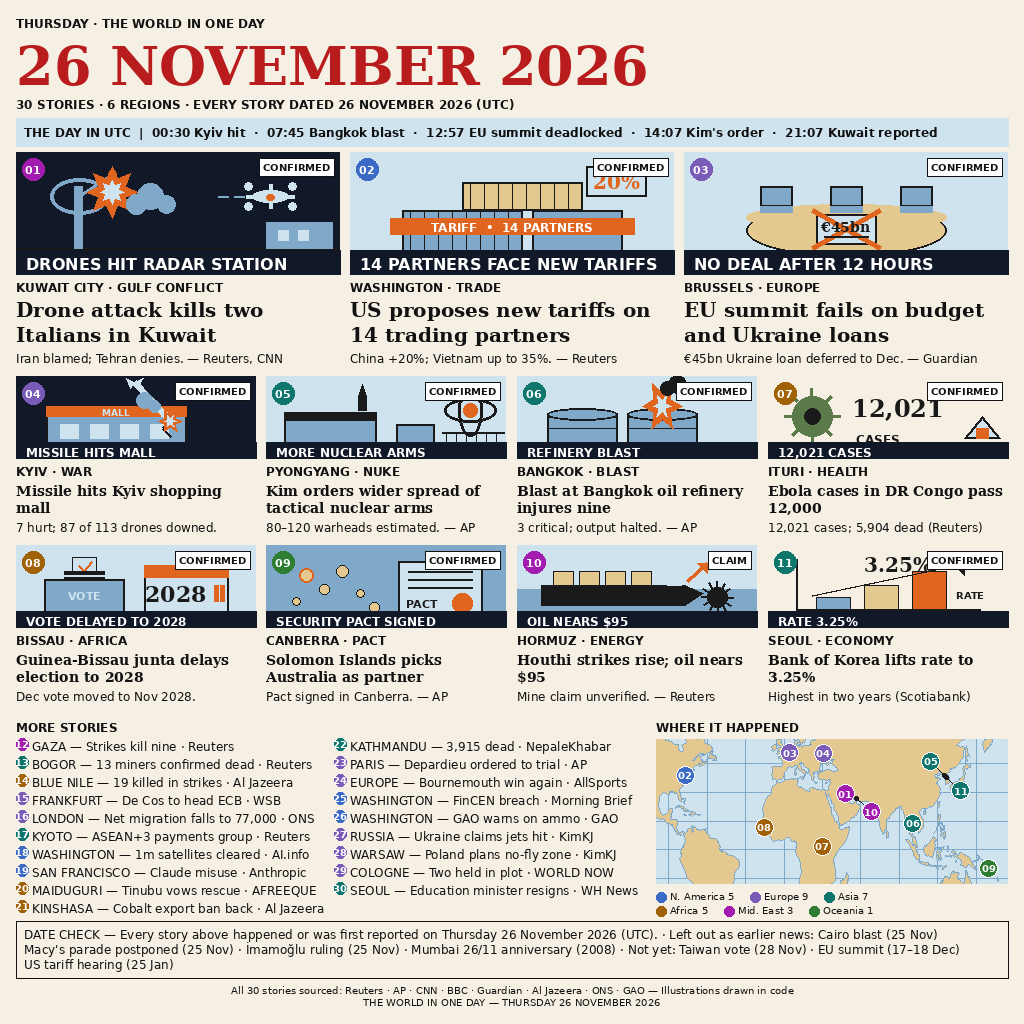 THURSDAY · THE WORLD IN ONE DAY
26 NOVEMBER 2026
30 STORIES · 6 REGIONS · EVERY STORY DATED 26 NOVEMBER 2026 (UTC)
THE DAY IN UTC | 00:30 Kyiv hit · 07:45 Bangkok blast · 12:57 EU summit deadlocked · 14:07 Kim's order · 21:07 Kuwait reported
01
CONFIRMED
DRONES HIT RADAR STATION
KUWAIT CITY · GULF CONFLICT
Drone attack kills two
Italians in Kuwait
Iran blamed; Tehran denies. — Reuters, CNN
02
CONFIRMED
20%
TARIFF • 14 PARTNERS
14 PARTNERS FACE NEW TARIFFS
WASHINGTON · TRADE
US proposes new tariffs on
14 trading partners
China +20%; Vietnam up to 35%. — Reuters
03
CONFIRMED
€45bn
NO DEAL AFTER 12 HOURS
BRUSSELS · EUROPE
EU summit fails on budget
and Ukraine loans
€45bn Ukraine loan deferred to Dec. — Guardian
04
CONFIRMED
MALL
MISSILE HITS MALL
KYIV · WAR
Missile hits Kyiv shopping
mall
7 hurt; 87 of 113 drones downed.
05
CONFIRMED
MORE NUCLEAR ARMS
PYONGYANG · NUKE
Kim orders wider spread of
tactical nuclear arms
80–120 warheads estimated. — AP
06
CONFIRMED
REFINERY BLAST
BANGKOK · BLAST
Blast at Bangkok oil refinery
injures nine
3 critical; output halted. — AP
07
CONFIRMED
12,021
CASES
12,021 CASES
ITURI · HEALTH
Ebola cases in DR Congo pass
12,000
12,021 cases; 5,904 dead (Reuters)
08
CONFIRMED
VOTE
2028
VOTE DELAYED TO 2028
BISSAU · AFRICA
Guinea-Bissau junta delays
election to 2028
Dec vote moved to Nov 2028.
09
CONFIRMED
PACT
SECURITY PACT SIGNED
CANBERRA · PACT
Solomon Islands picks
Australia as partner
Pact signed in Canberra. — AP
10
CLAIM
OIL NEARS $95
HORMUZ · ENERGY
Houthi strikes rise; oil nears
$95
Mine claim unverified. — Reuters
11
CONFIRMED
3.25%
RATE
RATE 3.25%
SEOUL · ECONOMY
Bank of Korea lifts rate to
3.25%
Highest in two years (Scotiabank)
MORE STORIES
12 GAZA — Strikes kill nine · Reuters
13 BOGOR — 13 miners confirmed dead · Reuters
14 BLUE NILE — 19 killed in strikes · Al Jazeera
15 FRANKFURT — De Cos to head ECB · WSB
16 LONDON — Net migration falls to 77,000 · ONS
17 KYOTO — ASEAN+3 payments group · Reuters
18 WASHINGTON — 1m satellites cleared · AI.info
19 SAN FRANCISCO — Claude misuse · Anthropic
20 MAIDUGURI — Tinubu vows rescue · AFREEQUE
21 KINSHASA — Cobalt export ban back · Al Jazeera
22 KATHMANDU — 3,915 dead · NepaleKhabar
23 PARIS — Depardieu ordered to trial · AP
24 EUROPE — Bournemouth win again · AllSports
25 WASHINGTON — FinCEN breach · Morning Brief
26 WASHINGTON — GAO warns on ammo · GAO
27 RUSSIA — Ukraine claims jets hit · KimKJ
28 WARSAW — Poland plans no-fly zone · KimKJ
29 COLOGNE — Two held in plot · WORLD NOW
30 SEOUL — Education minister resigns · WH News
WHERE IT HAPPENED
03
04
02
05
01
11
10
08
06
07
09
N. America 5
Europe 9
Asia 7
Africa 5
Mid. East 3
Oceania 1
DATE CHECK — Every story above happened or was first reported on Thursday 26 November 2026 (UTC). · Left out as earlier news: Cairo blast (25 Nov)
Macy's parade postponed (25 Nov) · Imamoğlu ruling (25 Nov) · Mumbai 26/11 anniversary (2008) · Not yet: Taiwan vote (28 Nov) · EU summit (17–18 Dec)
US tariff hearing (25 Jan)
All 30 stories sourced: Reuters · AP · CNN · BBC · Guardian · Al Jazeera · ONS · GAO — Illustrations drawn in code
THE WORLD IN ONE DAY — THURSDAY 26 NOVEMBER 2026